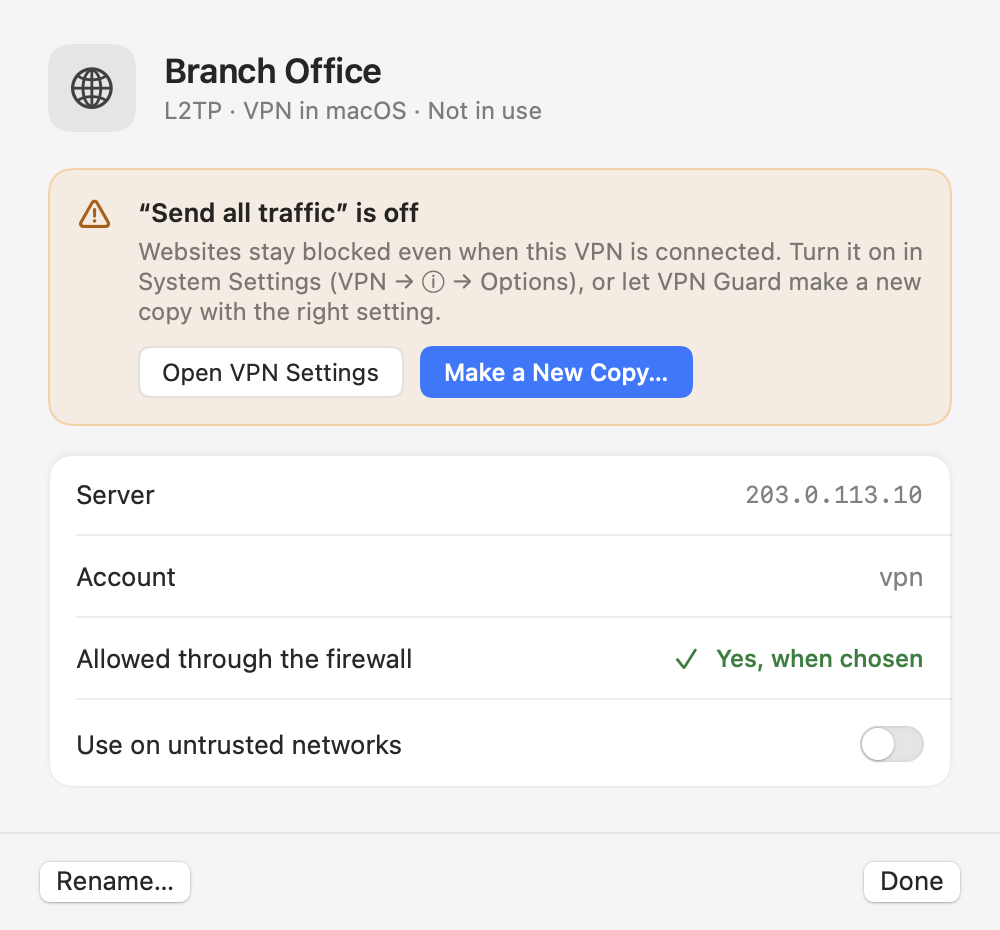 Branch Office
L2TP · VPN in macOS · Not in use
“Send all traffic” is off
Websites stay blocked even when this VPN is connected. Turn it on in
System Settings (VPN → ⓘ → Options), or let VPN Guard make a new
copy with the right setting.
Open VPN Settings
Make a New Copy...
Server
203.0.113.10
Account
vpn
Allowed through the firewall
✓ Yes, when chosen
Use on untrusted networks
Rename...
Done